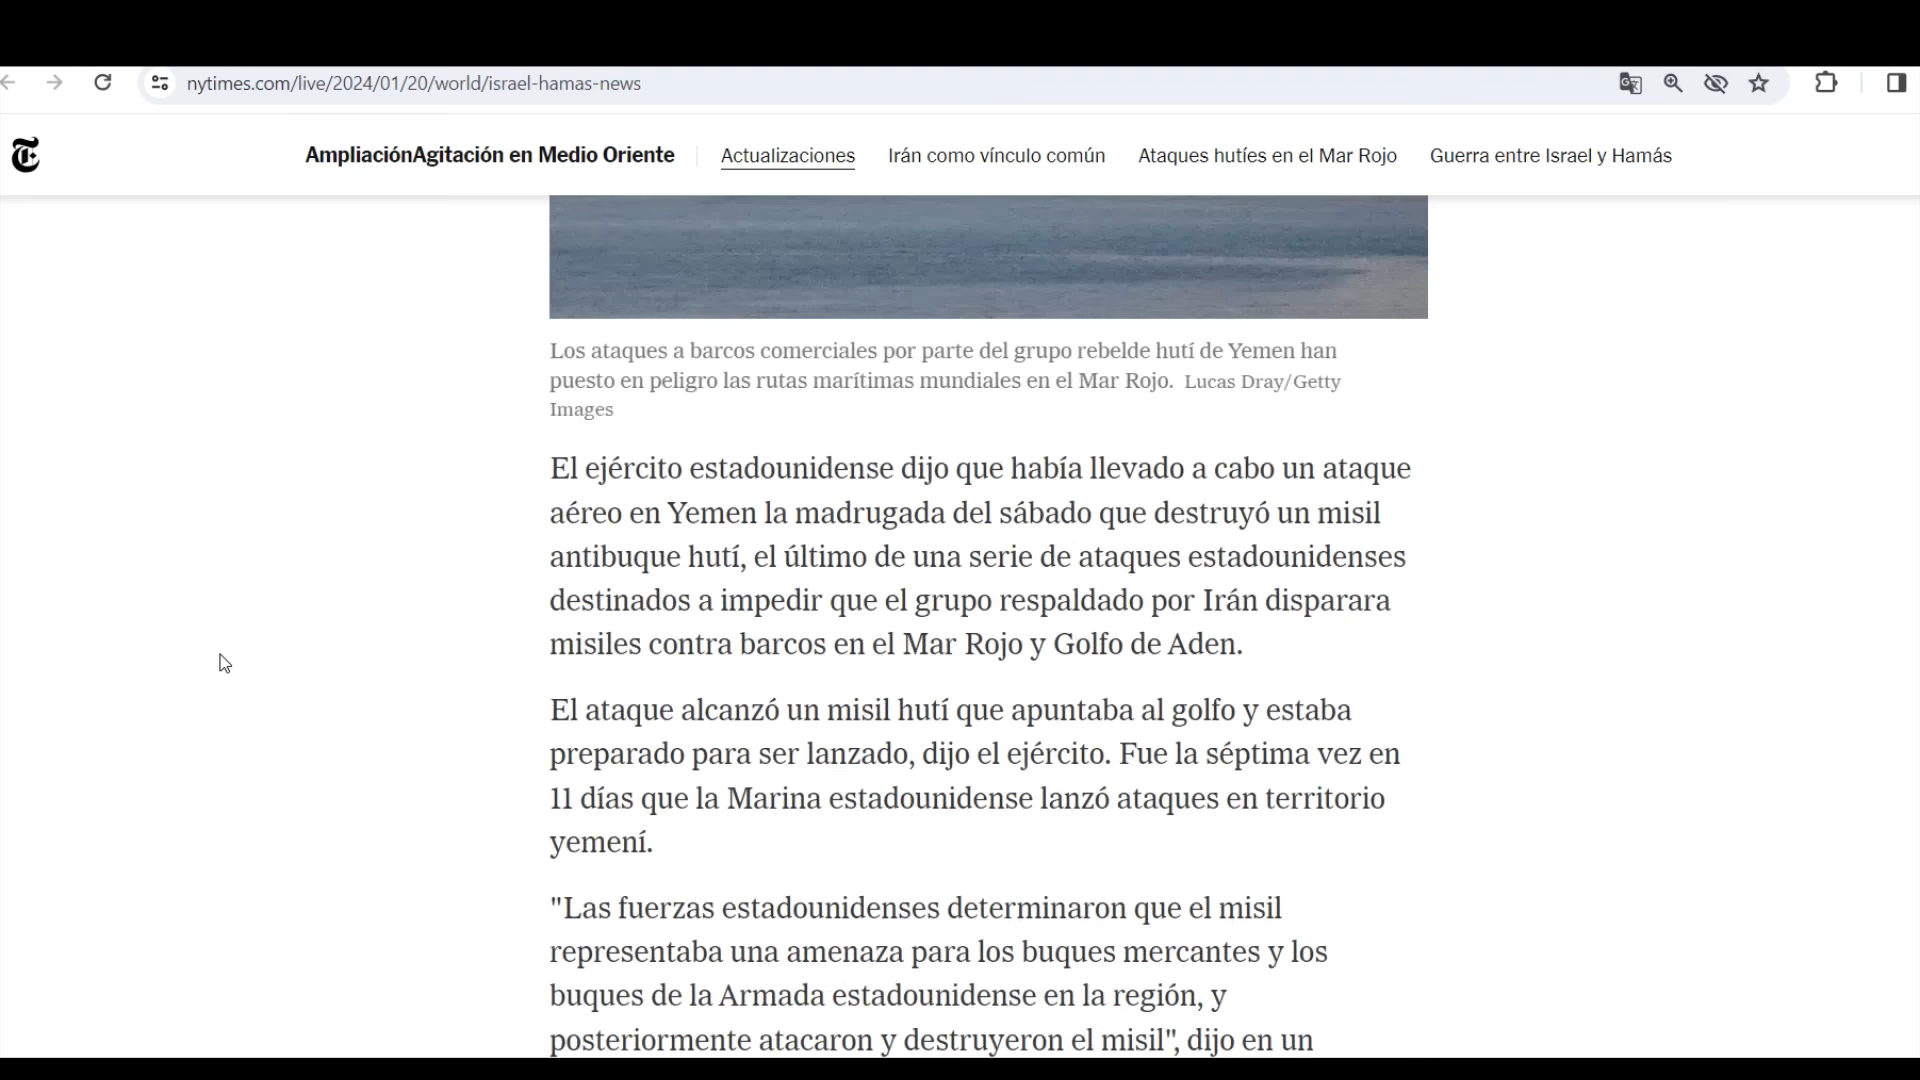 nytimes.com/live/2024/01/20/world/israel-hamas-news
AmpliaciónAgitación en Medio Oriente
Actualizaciones
Irán como vínculo común
Ataques hutíes en el Mar Rojo
Guerra entre Israel y Hamás
Los ataques a barcos comerciales por parte del grupo rebelde hutí de Yemen han
puesto en peligro las rutas marítimas mundiales en el Mar Rojo. Lucas Dray/Getty
Images
El ejército estadounidense dijo que había llevado a cabo un ataque
aéreo en Yemen la madrugada del sábado que destruyó un misil
antibuque hutí, el último de una serie de ataques estadounidenses
destinados a impedir que el grupo respaldado por Irán disparara
misiles contra barcos en el Mar Rojo y Golfo de Aden.
El ataque alcanzó un misil hutí que apuntaba al golfo y estaba
preparado para ser lanzado, dijo el ejército. Fue la séptima vez en
11 días que la Marina estadounidense lanzó ataques en territorio
yemení.
"Las fuerzas estadounidenses determinaron que el misil
representaba una amenaza para los buques mercantes y los
buques de la Armada estadounidense en la región, y
posteriormente atacaron y destruyeron el misil", dijo en un